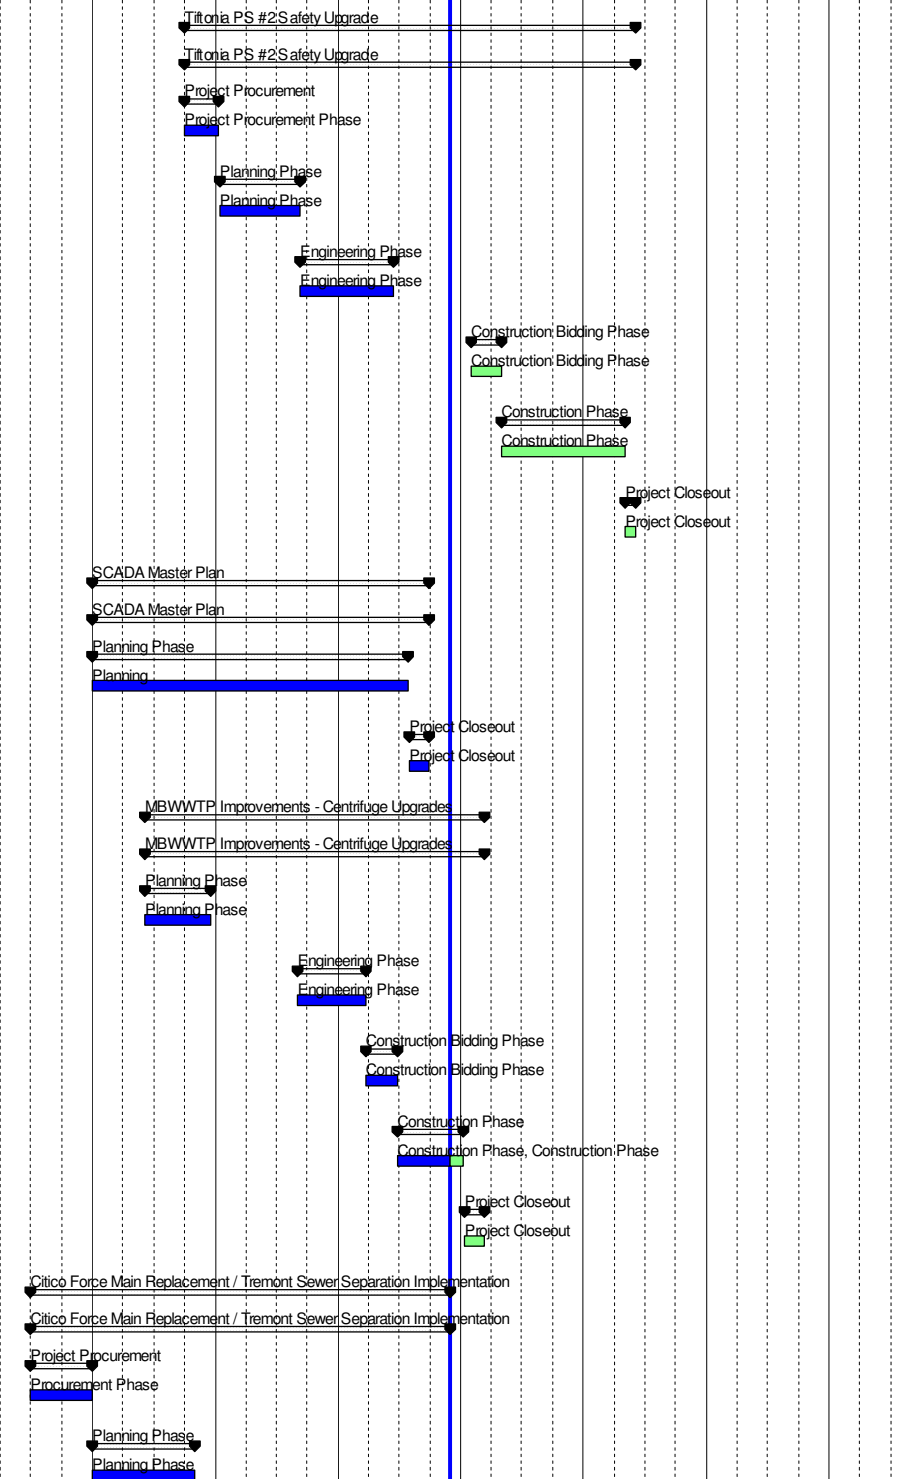 Tiftonia PS #2 Safety Upgrade
Tiftonia PS #2 Safety Upgrade
Project Procurement
Project Procurement Phase
Planning Phase
Planning Phase
Engineering Phase
Engineering Phase
Construction Bidding Phase
Construction Bidding Phase
Construction Phase
Construction Phase
Project Closeout
Project Closeout
SCADA Master Plan
SCADA Master Plan
Planning Phase
Planning
Project Closeout
Project Closeout
MBWWTP Improvements - Centrifuge Upgrades
MBWWTP Improvements - Centrifuge Upgrades
Planning Phase
Planning Phase
Engineering Phase
Engineering Phase
Construction Bidding Phase
Construction Bidding Phase
Construction Phase
Construction Phase, Construction Phase
Project Closeout
Project Closeout
Citico Force Main Replacement / Tremont Sewer Separation Implementation
Citico Force Main Replacement / Tremont Sewer Separation Implementation
Project Procurement
Procurement Phase
Planning Phase
Planning Phase